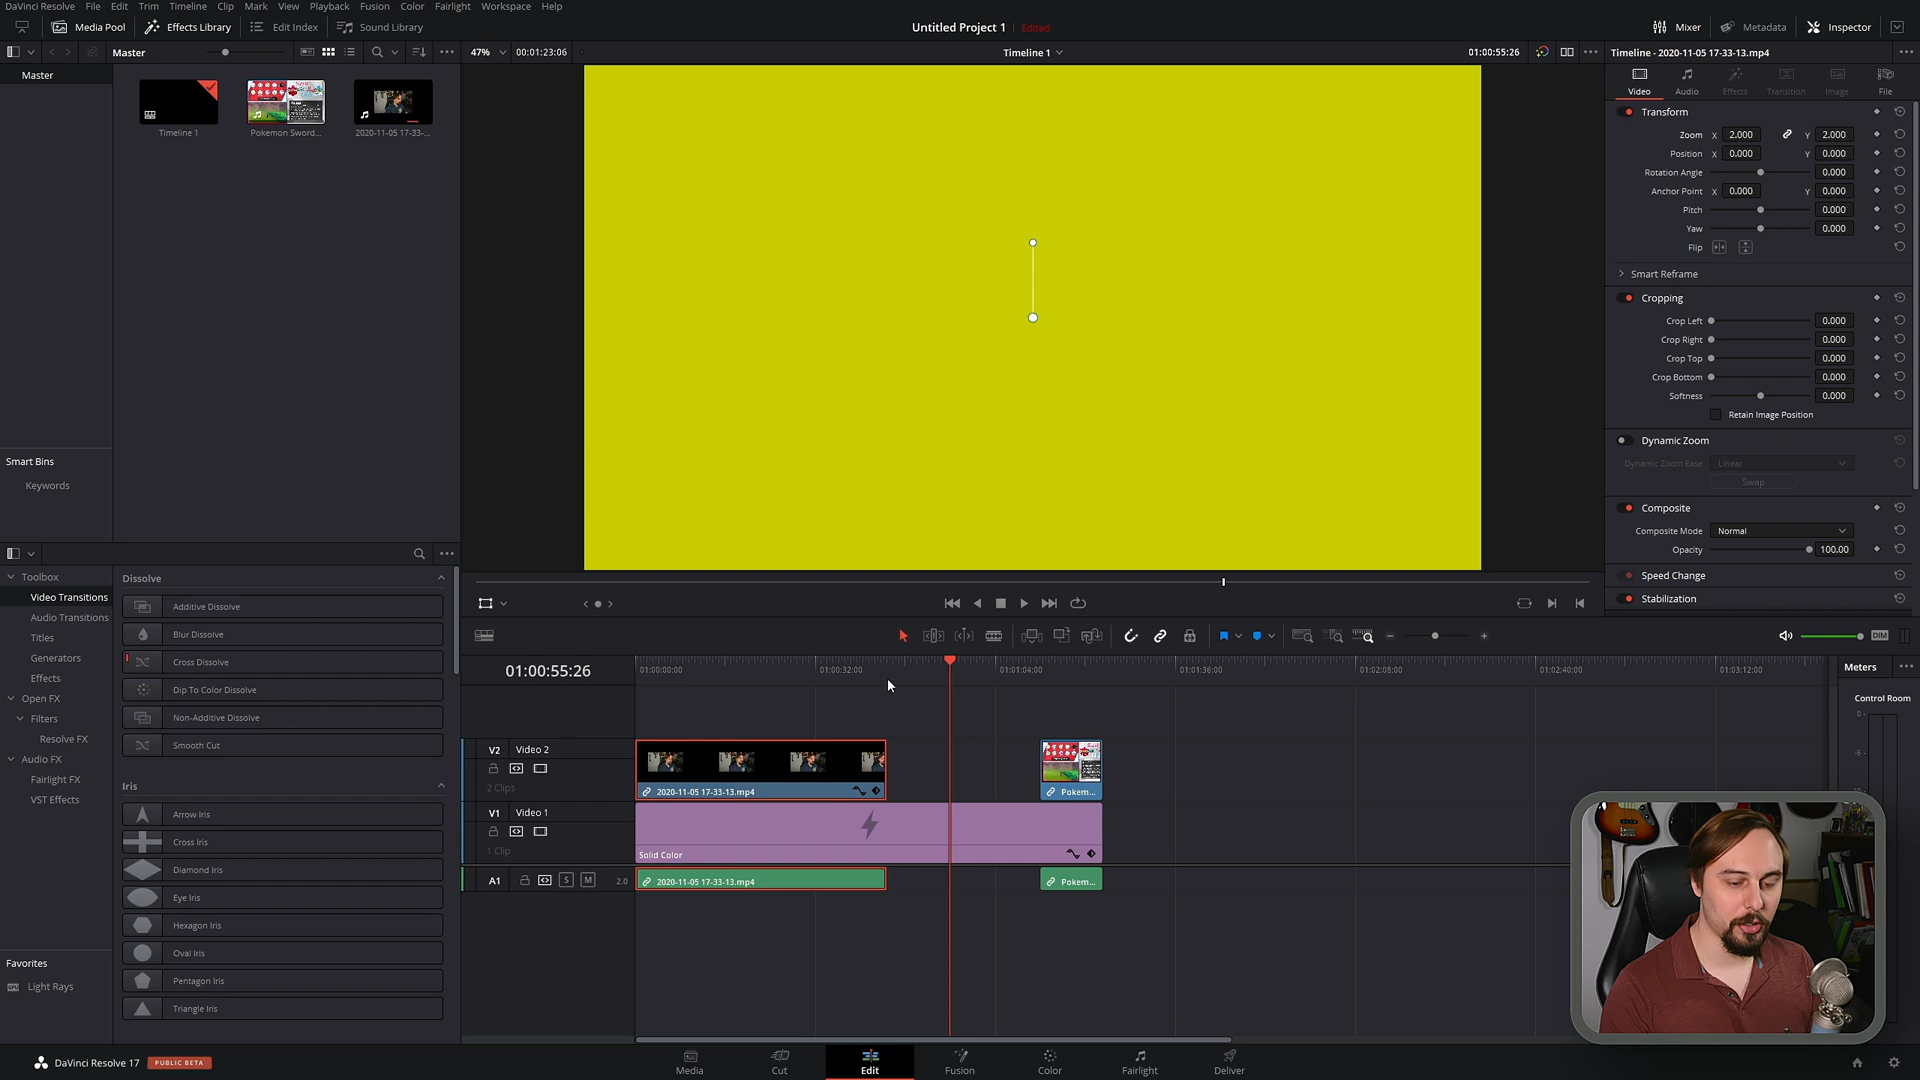 DaVinci Resolve File Edit Trim Timeline Clip Mark View Playback Fusion Color Fairlight Workspace Help
Media Pool Effects Library Edit Index Sound Library Untitled Project 1 Edited Mixer Metadata Inspector
Master 47% 00:01:23:06 Timeline 1 01:00:55:26 Timeline - 2020-11-05 17-33-13.mp4
Master
Timeline 1 Pokemon Sword... 2020-11-05 17-33-...
Video Audio Effects Transition Image File
Transform
Zoom X 2.000 Y 2.000
Position X 0.000 Y 0.000
Rotation Angle 0.000
Anchor Point X 0.000 Y 0.000
Pitch 0.000
Yaw 0.000
Flip
Smart Reframe
Cropping
Crop Left 0.000
Crop Right 0.000
Crop Top 0.000
Crop Bottom 0.000
Softness 0.000
Retain Image Position
Dynamic Zoom
Dynamic Zoom Ease Linear
Swap
Composite
Composite Mode Normal
Opacity 100.00
Speed Change
Stabilization
Smart Bins
Keywords
Toolbox
Video Transitions
Audio Transitions
Titles
Generators
Effects
Open FX
Filters
Resolve FX
Audio FX
Fairlight FX
VST Effects
Favorites
Light Rays
Dissolve
Additive Dissolve
Blur Dissolve
Cross Dissolve
Dip To Color Dissolve
Non-Additive Dissolve
Smooth Cut
Iris
Arrow Iris
Cross Iris
Diamond Iris
Eye Iris
Hexagon Iris
Oval Iris
Pentagon Iris
Triangle Iris
DIM
01:00:55:26 01:00:00:00 01:00:32:00 01:01:04:00 01:01:36:00 01:02:08:00 01:02:40:00 01:03:12:00
Meters
Control Room
0
-5
V2 Video 2
2 Clips
2020-11-05 17-33-13.mp4 Pokem...
V1 Video 1
1 Clip
Solid Color
A1 S M 2.0 2020-11-05 17-33-13.mp4 Pokem...
DaVinci Resolve 17 PUBLIC BETA
Media Cut Edit Fusion Color Fairlight Deliver